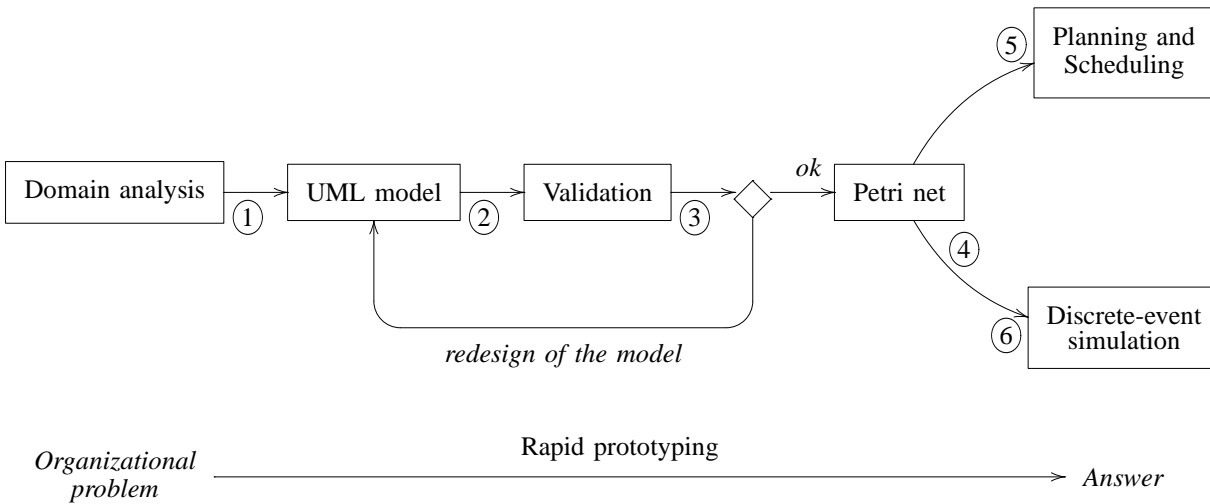 5
Planning and
Scheduling
Domain analysis
1
UML model
2
Validation
3
ok
Petri net
4
6
Discrete-event
simulation
redesign of the model
Rapid prototyping
Organizational
problem
Answer